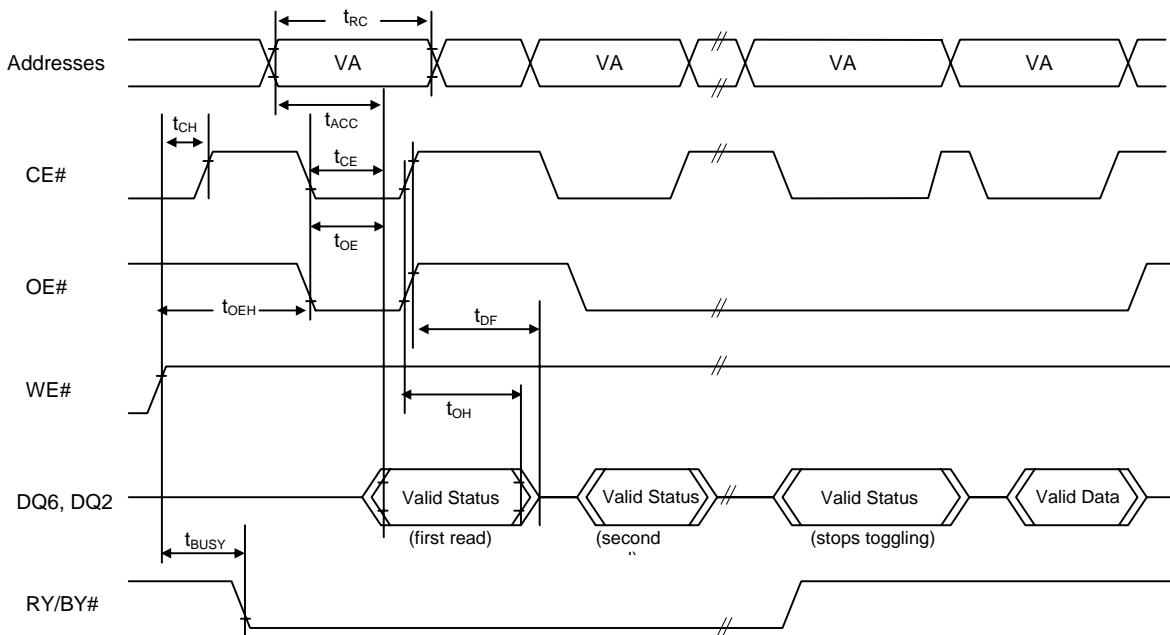 tRC
Addresses VA VA VA VA
tACC
tCH
tCE
CE#
tOE
OE#
tOEH
tDF
WE#
tOH
DQ6, DQ2 Valid Status Valid Status Valid Status Valid Data
(first read) (second (stops toggling)
tBUSY
RY/BY#